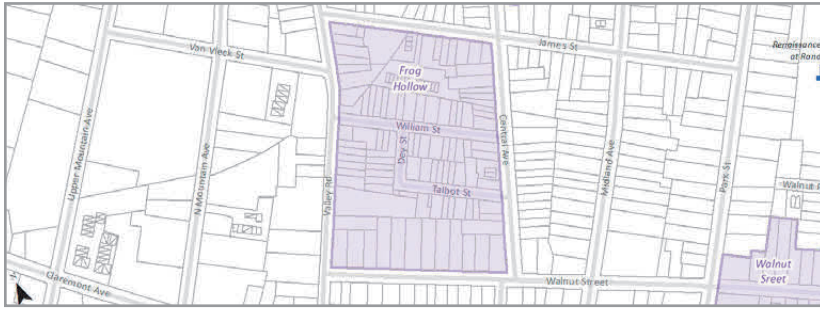 Van Vleck St
James St
Renaissance
at Rand
Frog
Hollow
Upper Mountain Ave
N Mountain Ave
Valley Rd
William St
Dey St
Central Ave
Midland Ave
Park St
Talbot St
Walnut P
Claremont Ave
Walnut Street
Walnut
Sreet